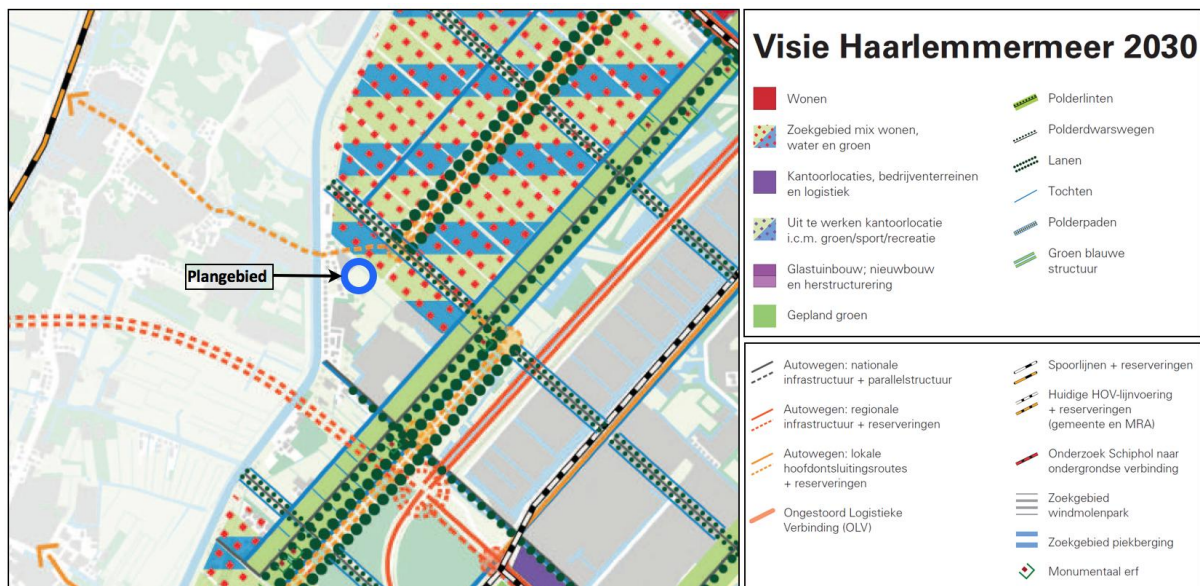 Plangebied
Visie Haarlemmermeer 2030
Wonen
Zoekgebied mix wonen,
water en groen
Kantoorlocaties, bedrijventerreinen
en logistiek
Uit te werken kantoorlocatie
i.c.m. groen/sport/recreatie
Glastuinbouw; nieuwbouw
en herstructurering
Gepland groen
Polderlinten
Polderdwarswegen
Lanen
Tochten
Polderpaden
Groen blauwe
structuur
Autowegen: nationale
infrastructuur + parallelstructuur
Autowegen: regionale
infrastructuur + reserveringen
Autowegen: lokale
hoofdontsluitingsroutes
+ reserveringen
Ongestoord Logistieke
Verbinding (OLV)
Spoorlijnen + reserveringen
Huidige HOV-lijnvoering
+ reserveringen
(gemeente en MRA)
Onderzoek Schiphol naar
ondergrondse verbinding
Zoekgebied
windmolenpark
Zoekgebied piekberging
Monumentaal erf